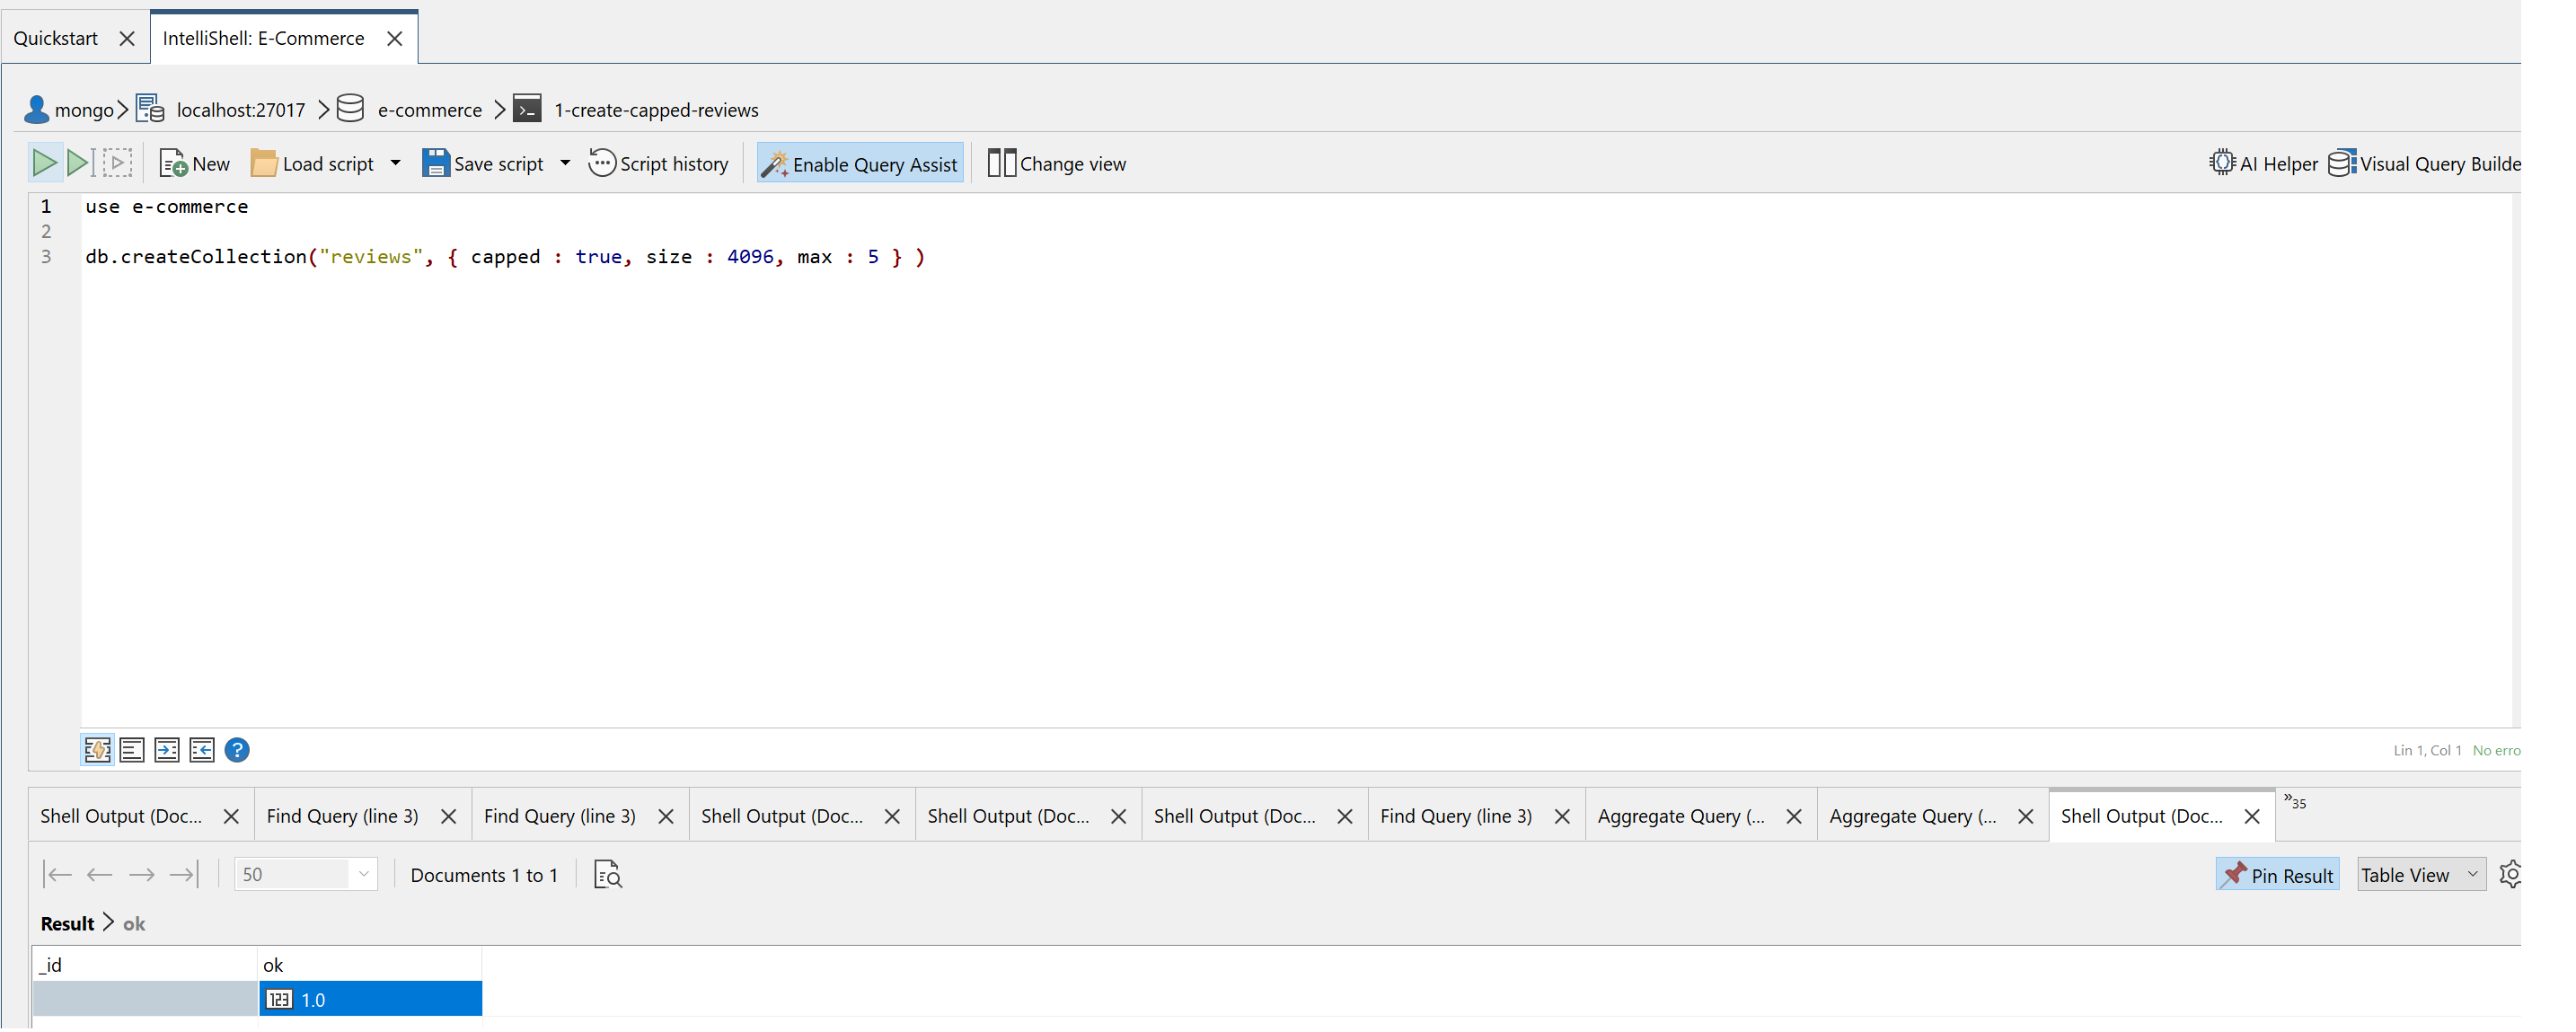 Quickstart
IntelliShell: E-Commerce
mongo localhost:27017 e-commerce 1-create-capped-reviews
New Load script Save script Script history Enable Query Assist Change view AI Helper Visual Query Builde
1 use e-commerce
2
3 db.createCollection("reviews", { capped : true, size : 4096, max : 5 } )
Lin 1, Col 1 No erro
Shell Output (Doc... Find Query (line 3) Find Query (line 3) Shell Output (Doc... Shell Output (Doc... Shell Output (Doc... Find Query (line 3) Aggregate Query (... Aggregate Query (... Shell Output (Doc... »35
50 Documents 1 to 1 Pin Result Table View
Result ok
_id ok
123 1.0